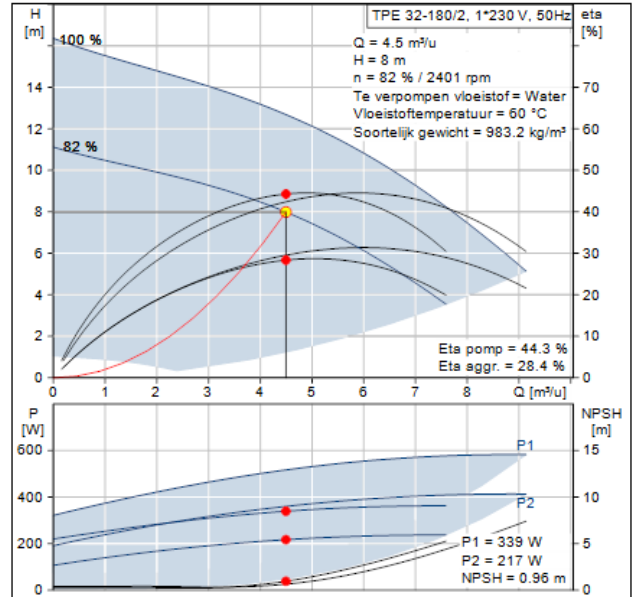 H
[m]
TPE 32-180/2, 1*230 V, 50Hz
eta
[%]
100 %
Q = 4.5 m³/u
H = 8 m
n = 82 % / 2401 rpm
Te verpompen vloeistof = Water
Vloeistoftemperatuur = 60 °C
Soortelijk gewicht = 983.2 kg/m³
14
70
12
60
82 %
10
50
8
40
6
30
4
20
2
10
Eta pomp = 44.3 %
Eta aggr. = 28.4 %
0
0
0 1 2 3 4 5 6 7 8 Q [m³/u]
P
[W]
NPSH
[m]
P1
600
15
400
10
P2
200
5
P1 = 339 W
P2 = 217 W
NPSH = 0.96 m
0
0